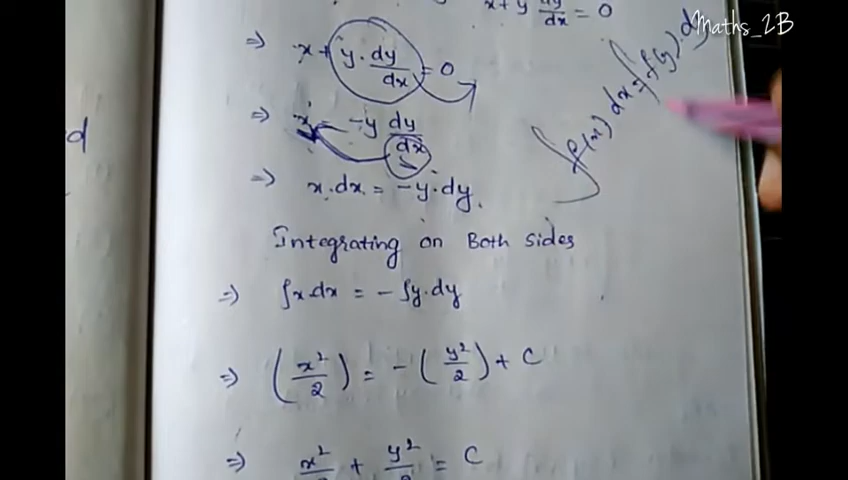 Maths_2B
x + y dy/dx = 0
⇒ x + y · dy/dx = 0
⇒ x = -y dy/dx
⇒ x · dx = -y · dy.
Integrating on Both sides
⇒ ∫x·dx = -∫y·dy
⇒ (x²/2) = -(y²/2) + C
⇒ x²/2 + y²/2 = C
∫f(x) dx = ∫f(y) · dy
d